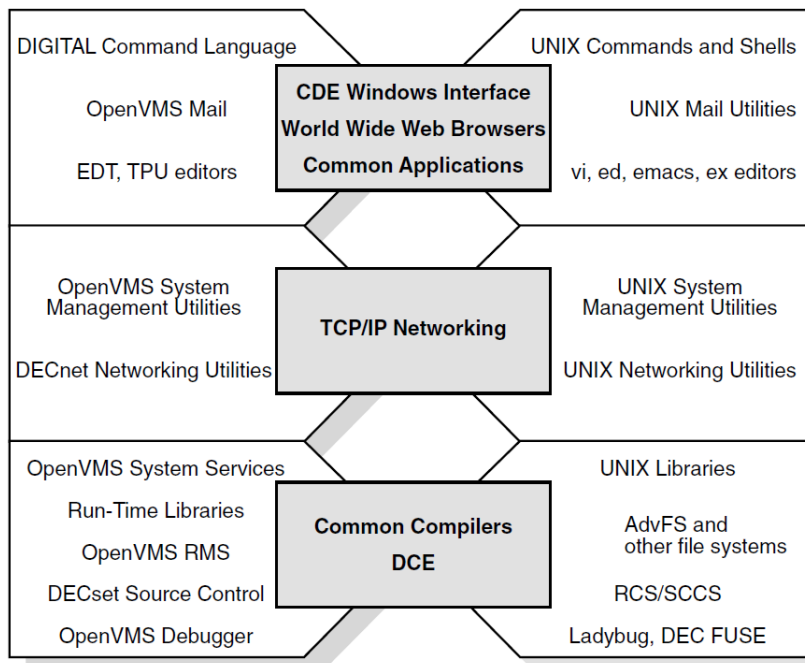 DIGITAL Command Language
OpenVMS Mail
EDT, TPU editors
CDE Windows Interface
World Wide Web Browsers
Common Applications
UNIX Commands and Shells
UNIX Mail Utilities
vi, ed, emacs, ex editors
OpenVMS System
Management Utilities
DECnet Networking Utilities
TCP/IP Networking
UNIX System
Management Utilities
UNIX Networking Utilities
OpenVMS System Services
Run-Time Libraries
OpenVMS RMS
DECset Source Control
OpenVMS Debugger
Common Compilers
DCE
UNIX Libraries
AdvFS and
other file systems
RCS/SCCS
Ladybug, DEC FUSE